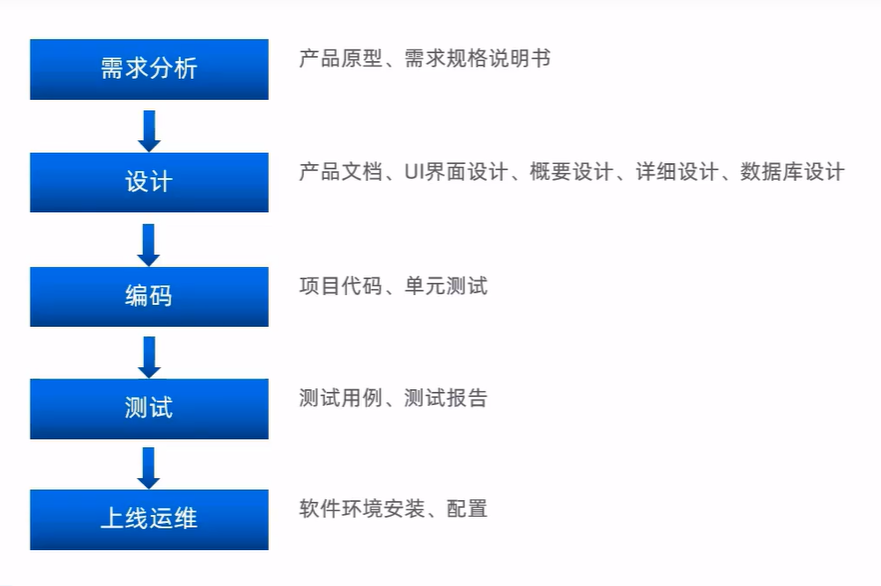 需求分析
产品原型、需求规格说明书
设计
产品文档、UI界面设计、概要设计、详细设计、数据库设计
编码
项目代码、单元测试
测试
测试用例、测试报告
上线运维
软件环境安装、配置